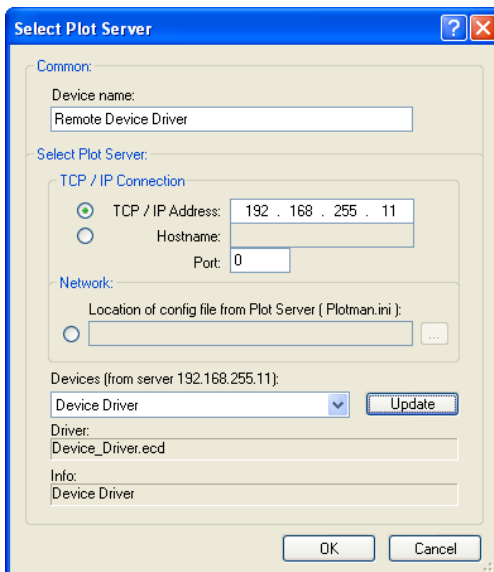 Select Plot Server
Common:
Device name:
Remote Device Driver
Select Plot Server:
TCP / IP Connection
TCP / IP Address: 192 . 168 . 255 . 11
Hostname:
Port: 0
Network:
Location of config file from Plot Server ( Plotman.ini ):
...
Devices (from server 192.168.255.11):
Device Driver
Update
Driver:
Device_Driver.ecd
Info:
Device Driver
OK
Cancel